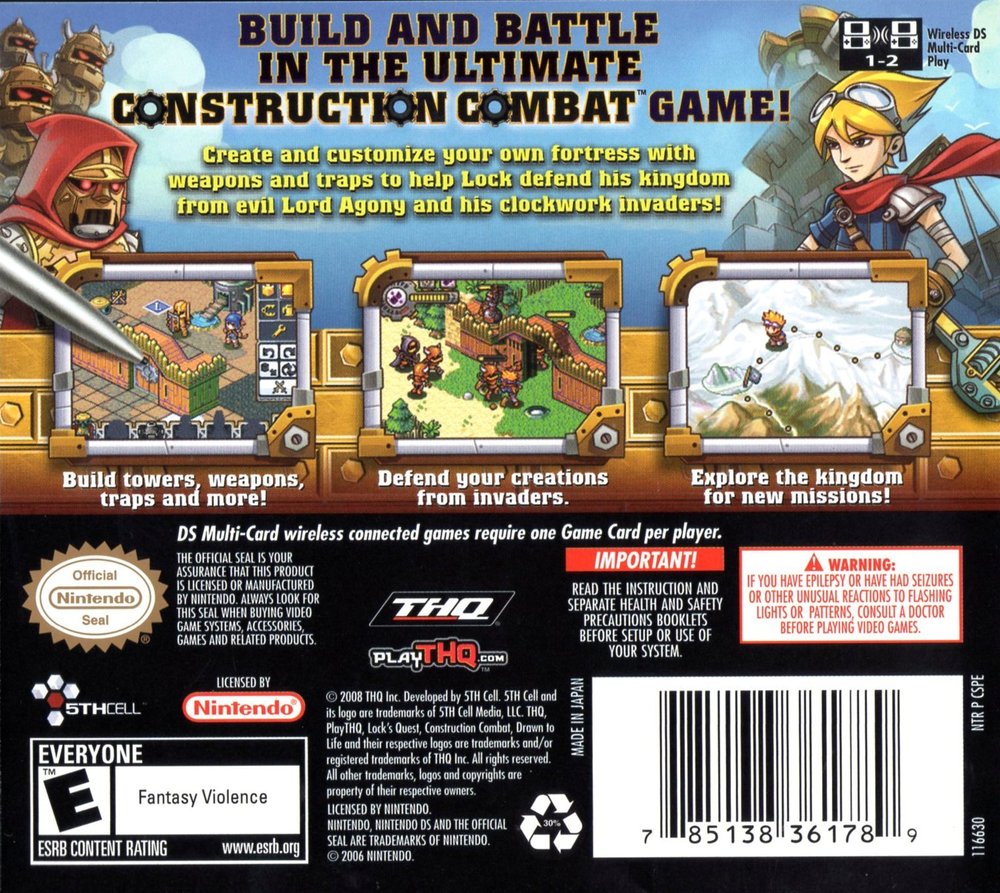 BUILD AND BATTLE
IN THE ULTIMATE
CONSTRUCTION COMBAT™ GAME!
Wireless DS
Multi-Card
Play
1-2
Create and customize your own fortress with
weapons and traps to help Lock defend his kingdom
from evil Lord Agony and his clockwork invaders!
Build towers, weapons,
traps and more!
Defend your creations
from invaders.
Explore the kingdom
for new missions!
DS Multi-Card wireless connected games require one Game Card per player.
Official
Nintendo
Seal
®
THE OFFICIAL SEAL IS YOUR
ASSURANCE THAT THIS PRODUCT
IS LICENSED OR MANUFACTURED
BY NINTENDO. ALWAYS LOOK FOR
THIS SEAL WHEN BUYING VIDEO
GAME SYSTEMS, ACCESSORIES,
GAMES AND RELATED PRODUCTS.
THQ
PLAYTHQ.COM
TM
IMPORTANT!
READ THE INSTRUCTION AND
SEPARATE HEALTH AND SAFETY
PRECAUTIONS BOOKLETS
BEFORE SETUP OR USE OF
YOUR SYSTEM.
WARNING:
IF YOU HAVE EPILEPSY OR HAVE HAD SEIZURES
OR OTHER UNUSUAL REACTIONS TO FLASHING
LIGHTS OR PATTERNS, CONSULT A DOCTOR
BEFORE PLAYING VIDEO GAMES.
5THCELL
LICENSED BY
Nintendo®
EVERYONE
TM
E
Fantasy Violence
ESRB CONTENT RATING www.esrb.org
© 2008 THQ Inc. Developed by 5TH Cell. 5TH Cell and
its logo are trademarks of 5TH Cell Media, LLC. THQ,
PlayTHQ, Lock's Quest, Construction Combat, Drawn to
Life and their respective logos are trademarks and/or
registered trademarks of THQ Inc. All rights reserved.
All other trademarks, logos and copyrights are
property of their respective owners.
LICENSED BY NINTENDO.
NINTENDO, NINTENDO DS AND THE OFFICIAL
SEAL ARE TRADEMARKS OF NINTENDO.
© 2006 NINTENDO.
30%
MADE IN JAPAN
7 85138 36178 9
NTR P CSPE
116630